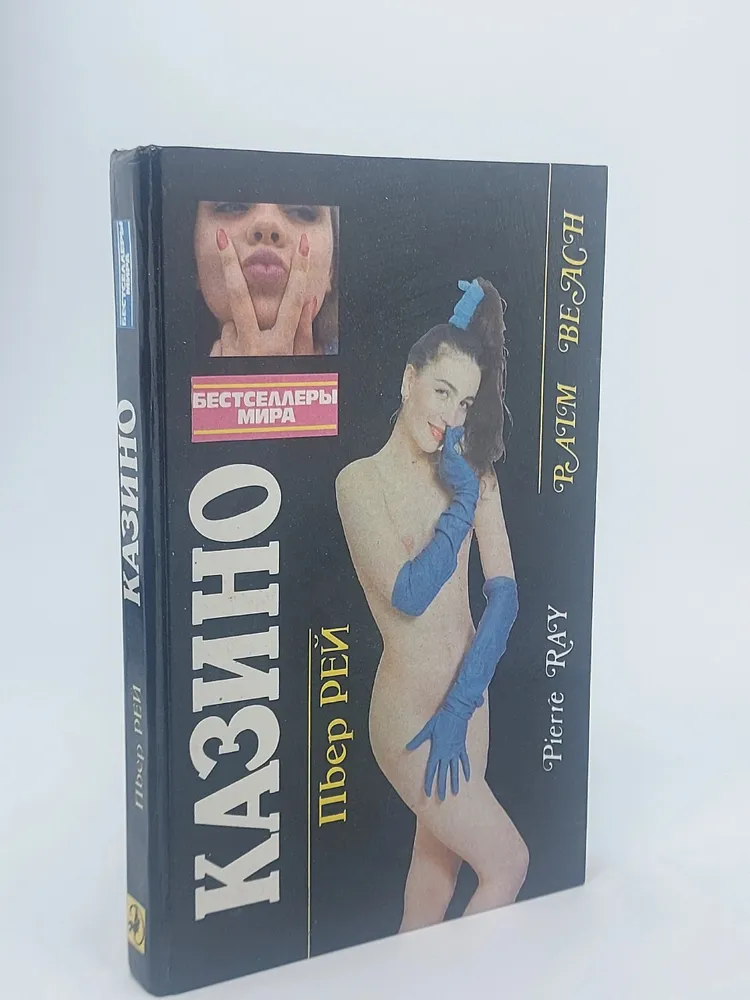 БЕСТСЕЛЛЕРЫ
МИРА
КАЗИНО
Пьер РЕЙ
БЕСТСЕЛЛЕРЫ
МИРА
КАЗИНО
Пьер РЕЙ
Pierre RAY
PALM BEACH